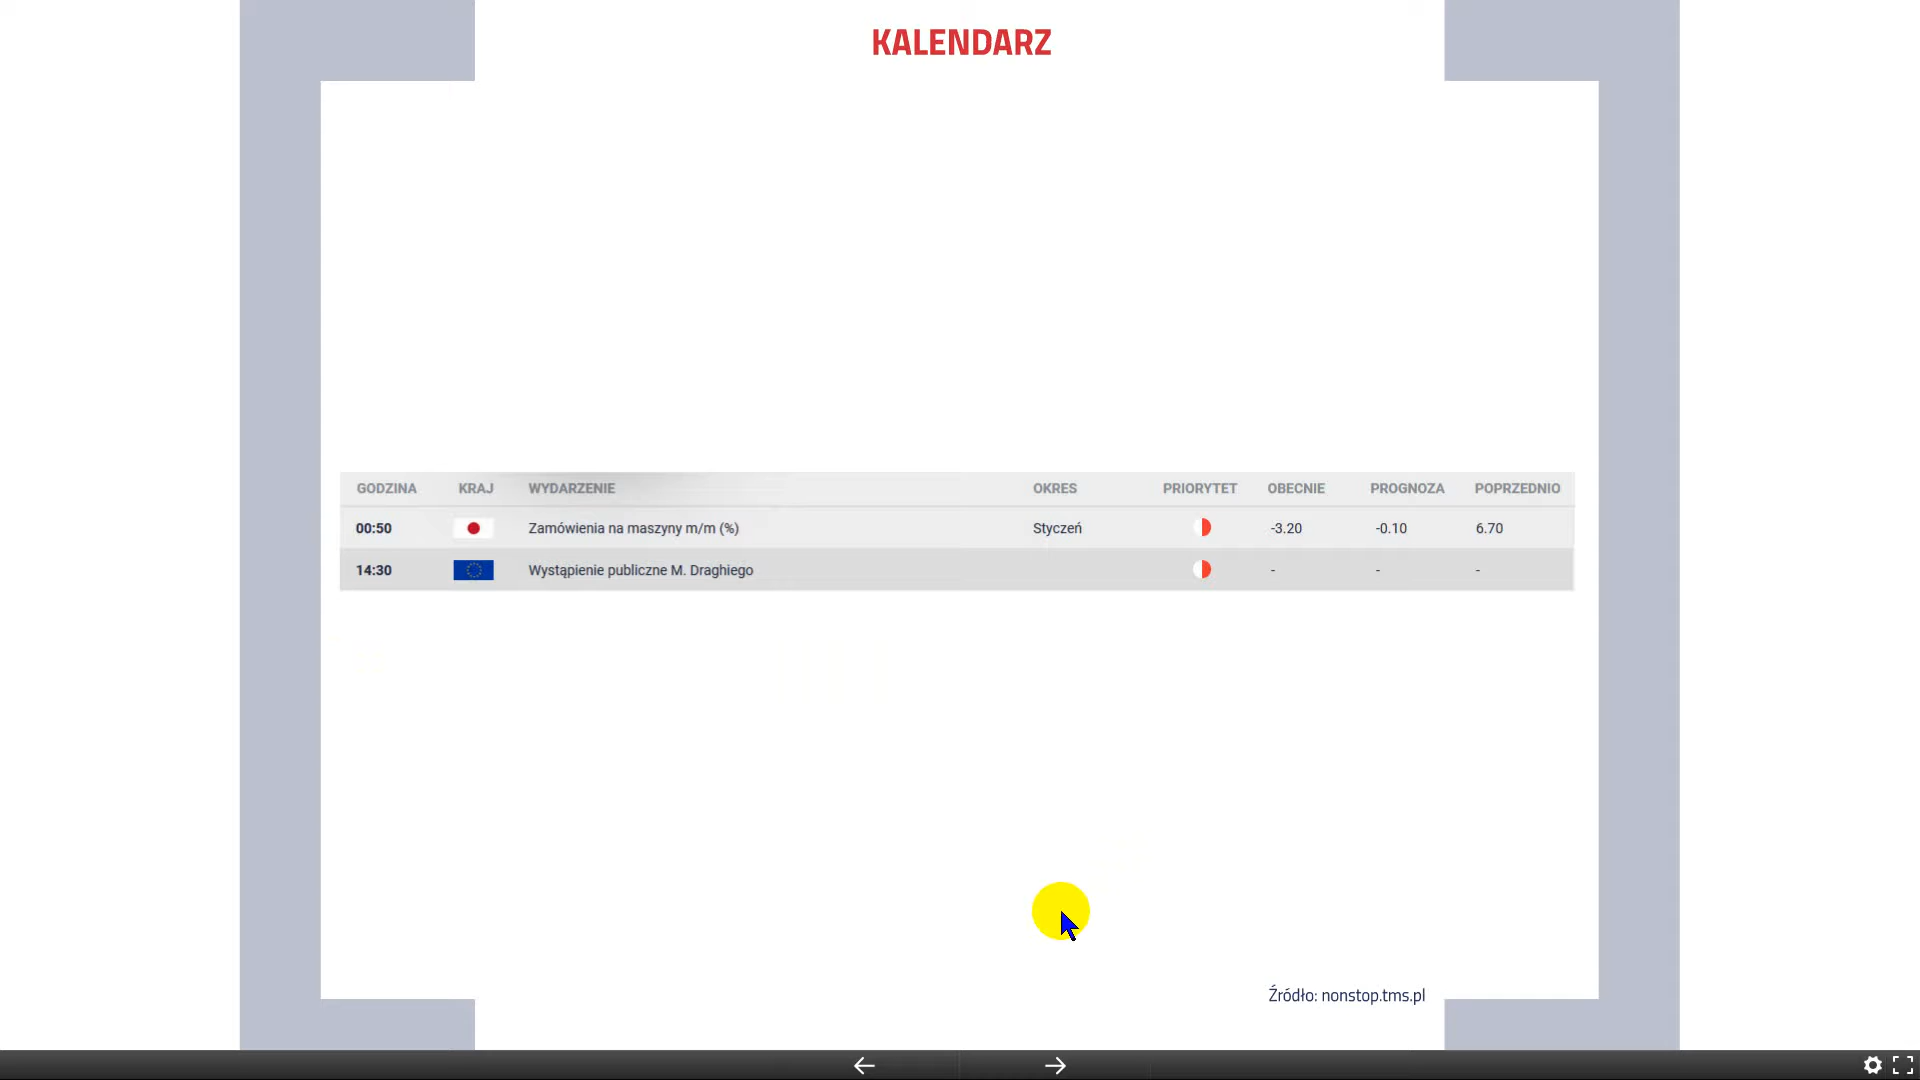 KALENDARZ
GODZINA KRAJ WYDARZENIE OKRES PRIORYTET OBECNIE PROGNOZA POPRZEDNIO
00:50 Zamówienia na maszyny m/m (%) Styczeń -3.20 -0.10 6.70
14:30 Wystąpienie publiczne M. Draghiego - - -
Źródło: nonstop.tms.pl